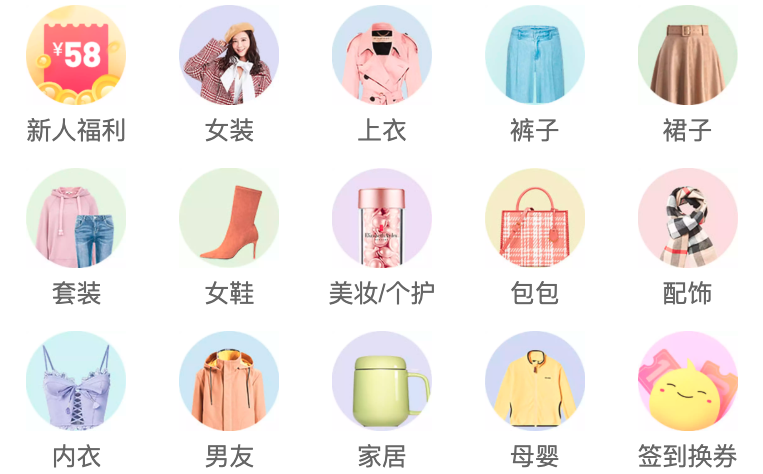 ¥58
新人福利
女装
上衣
裤子
裙子
套装
女鞋
美妆/个护
包包
配饰
内衣
男友
家居
母婴
签到换券